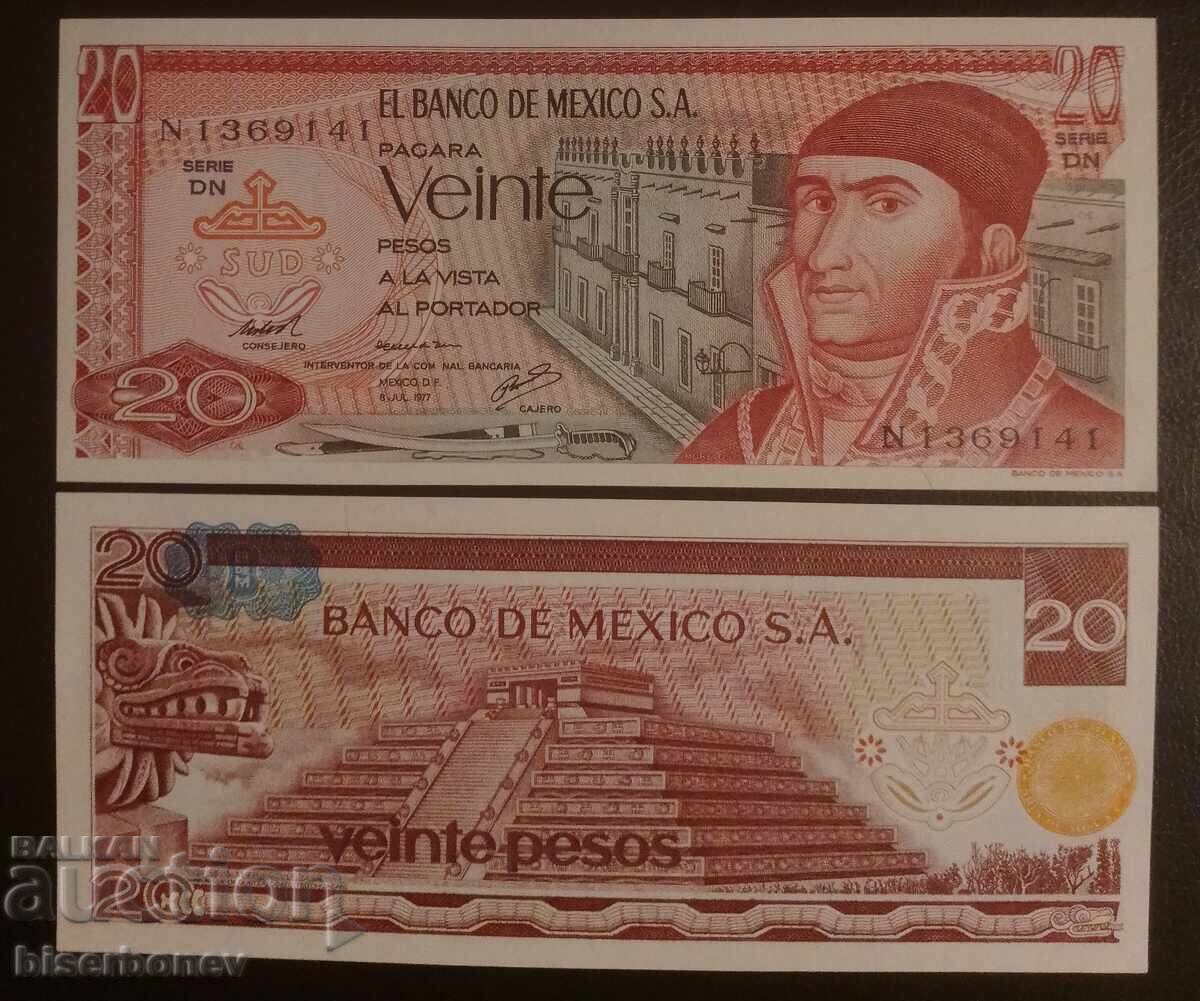 20
20
EL BANCO DE MEXICO S.A.
N1369141
SERIE
DN
SERIE
DN
PAGARA
Veinte
PESOS
A LA VISTA
AL PORTADOR
SUD
CONSEJERO
INTERVENTOR DE LA COM NAL BANCARIA
MEXICO, D.F.
8 JUL. 1977
CAJERO
20
N1369141
BANCO DE MEXICO S A
20
BANCO DE MEXICO S.A.
20
veinte pesos
20
BALKAN
auction
biserbonev